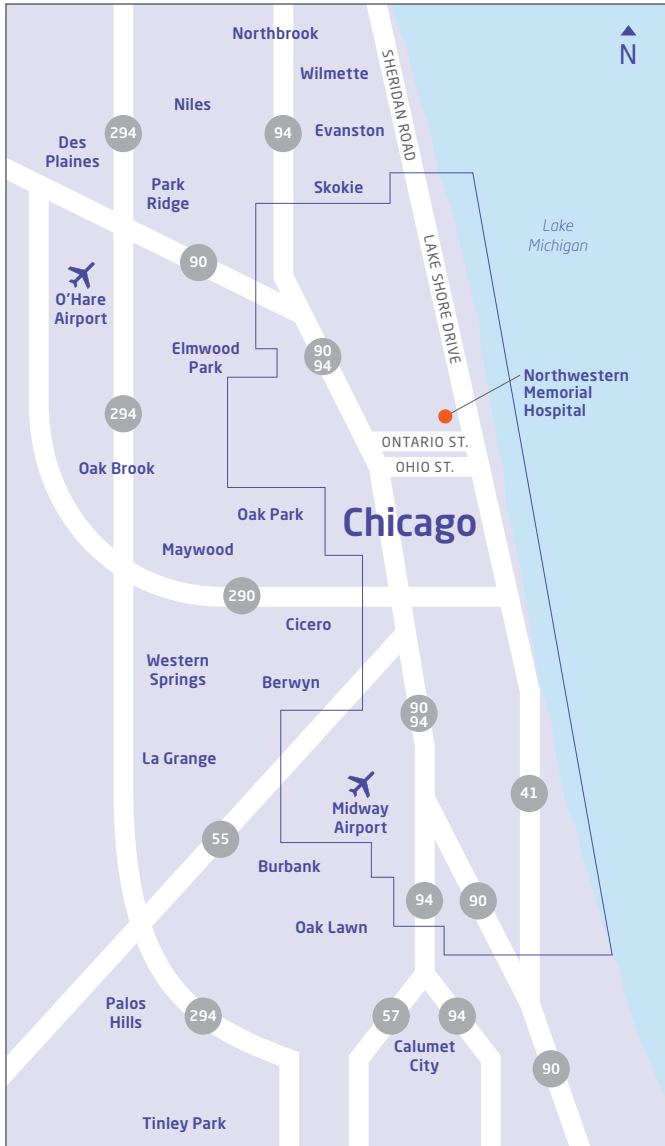 Northbrook
N
Wilmette
SHERIDAN ROAD
Niles
294
94
Evanston
Des
Plaines
Park
Ridge
Skokie
Lake
Michigan
90
LAKE SHORE DRIVE
O'Hare
Airport
Elmwood
Park
90
94
Northwestern
Memorial
Hospital
294
ONTARIO ST.
OHIO ST.
Oak Brook
Oak Park
Chicago
Maywood
290
Cicero
Western
Springs
Berwyn
90
94
La Grange
Midway
Airport
41
55
Burbank
94
90
Oak Lawn
Palos
Hills
294
57
94
Calumet
City
90
Tinley Park